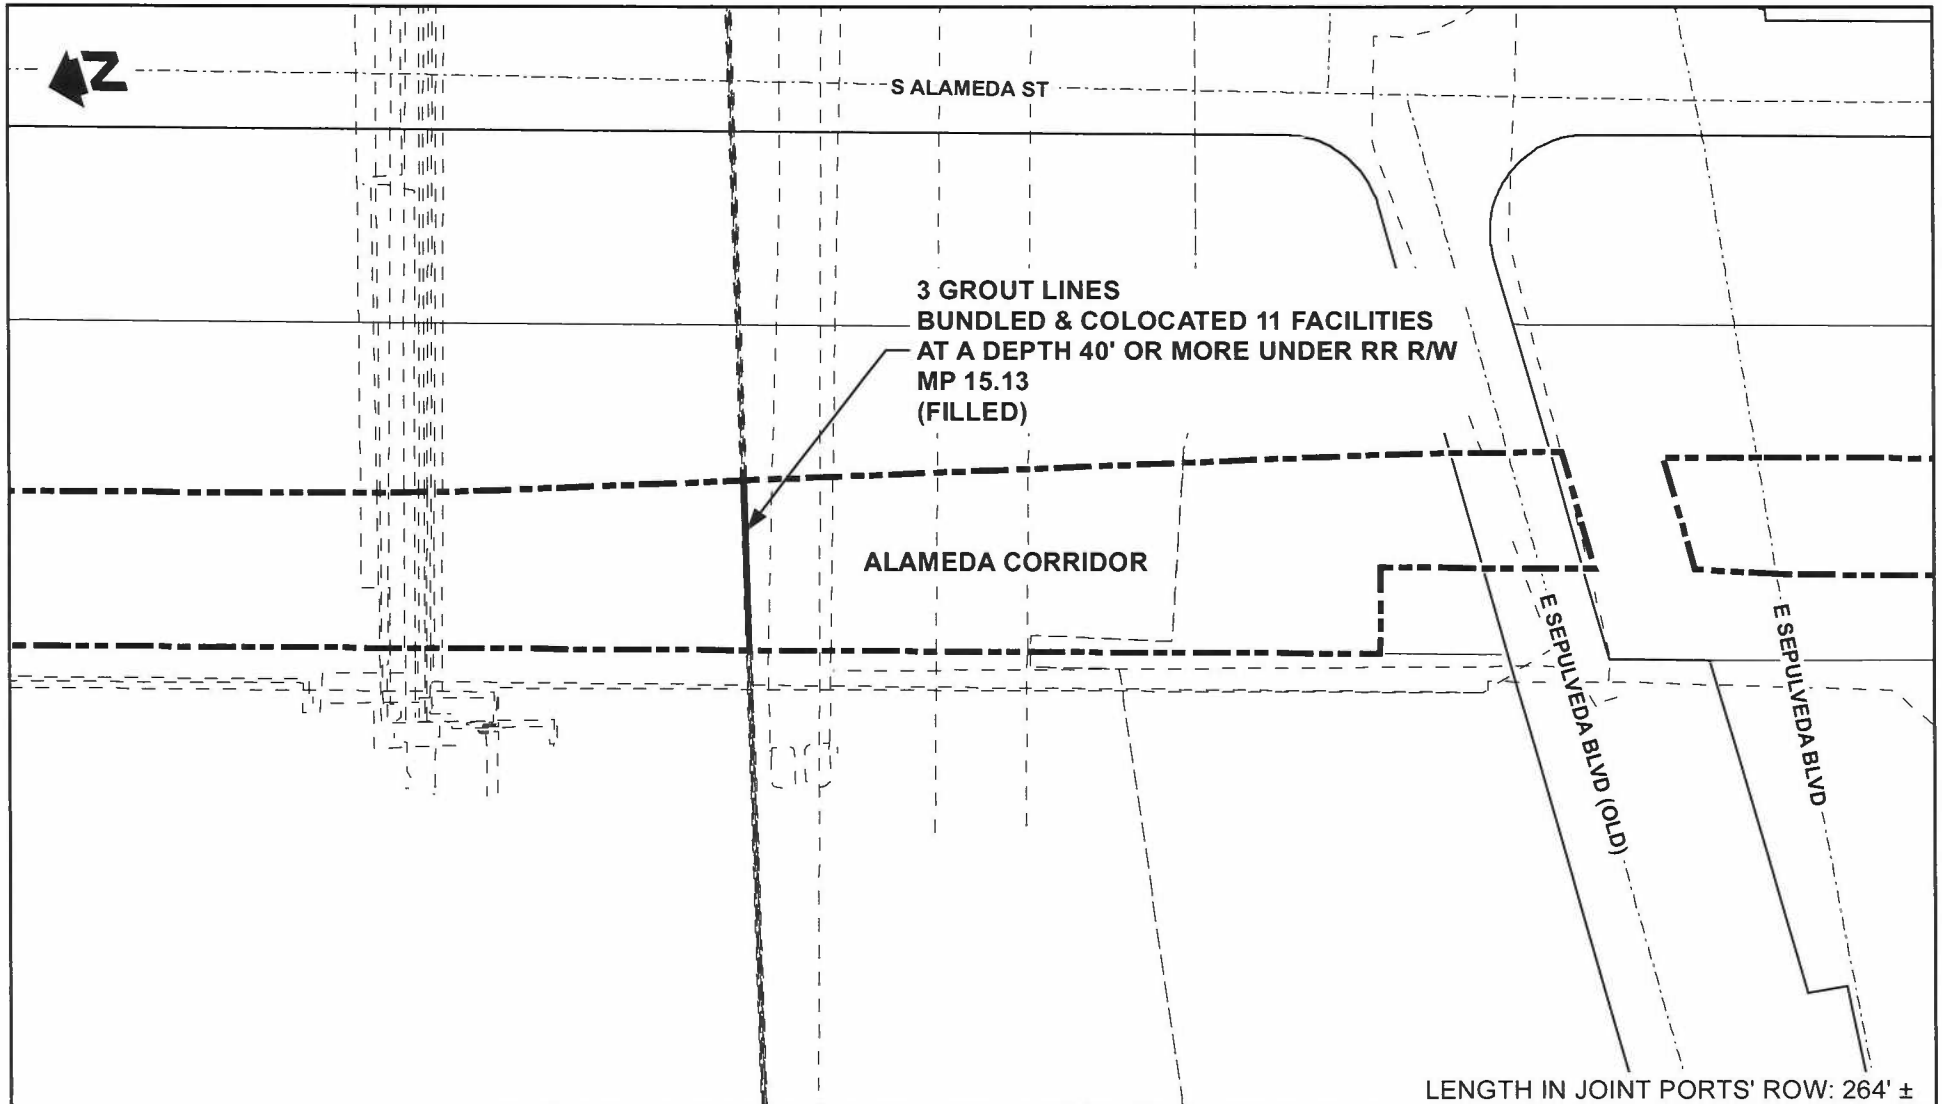 N
S ALAMEDA ST
3 GROUT LINES
BUNDLED & COLOCATED 11 FACILITIES
AT A DEPTH 40' OR MORE UNDER RR R/W
MP 15.13
(FILLED)
ALAMEDA CORRIDOR
E SEPULVEDA BLVD (OLD)
E SEPULVEDA BLVD
LENGTH IN JOINT PORTS' ROW: 264' ±